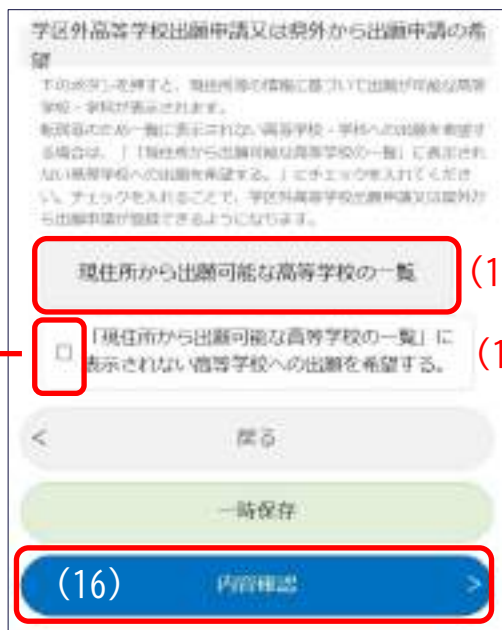 学区外高等学校出願申請又は県外から出願申請の希
望
下のボタンを押すと、現住所等の情報に基づいて出願が可能な高等
学校・学科が表示されます。
転居等のため一覧に表示されない高等学校・学科への出願を希望す
る場合は、「「現住所から出願可能な高等学校の一覧」に表示され
ない高等学校への出願を希望する。」にチェックを入れてくださ
い。チェックを入れることで、学区外高等学校出願申請又は県外か
ら出願申請が登録できるようになります。
現住所から出願可能な高等学校の一覧
(1
「現住所から出願可能な高等学校の一覧」に
表示されない高等学校への出願を希望する。
(1
< 戻る
一時保存
(16) 内容確認 >